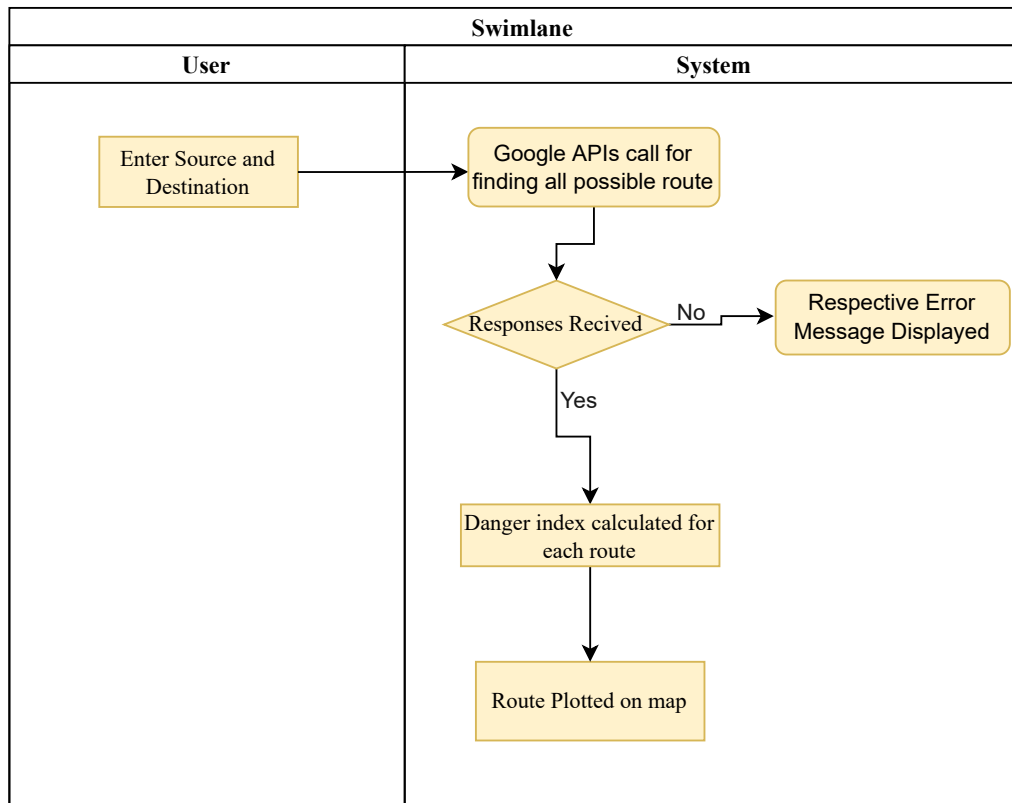 Swimlane
User
System
Enter Source and
Destination
Google APIs call for
finding all possible route
Responses Recived
No
Respective Error
Message Displayed
Yes
Danger index calculated for
each route
Route Plotted on map